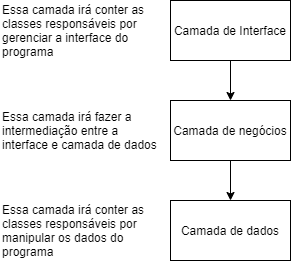 Essa camada irá conter as
classes responsáveis por
gerenciar a interface do
programa
Camada de Interface
Essa camada irá fazer a
intermediação entre a
interface e camada de dados
Camada de negócios
Essa camada irá conter as
classes responsáveis por
manipular os dados do
programa
Camada de dados